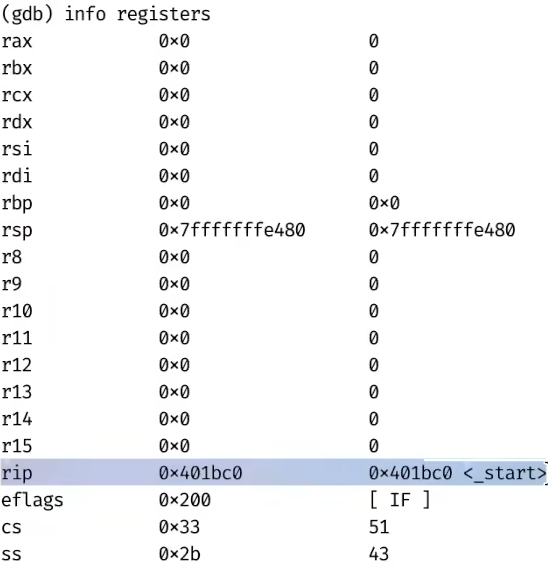 (gdb) info registers
rax 0x0 0
rbx 0x0 0
rcx 0x0 0
rdx 0x0 0
rsi 0x0 0
rdi 0x0 0
rbp 0x0 0x0
rsp 0x7fffffffe480 0x7fffffffe480
r8 0x0 0
r9 0x0 0
r10 0x0 0
r11 0x0 0
r12 0x0 0
r13 0x0 0
r14 0x0 0
r15 0x0 0
rip 0x401bc0 0x401bc0 <_start>
eflags 0x200 [ IF ]
cs 0x33 51
ss 0x2b 43